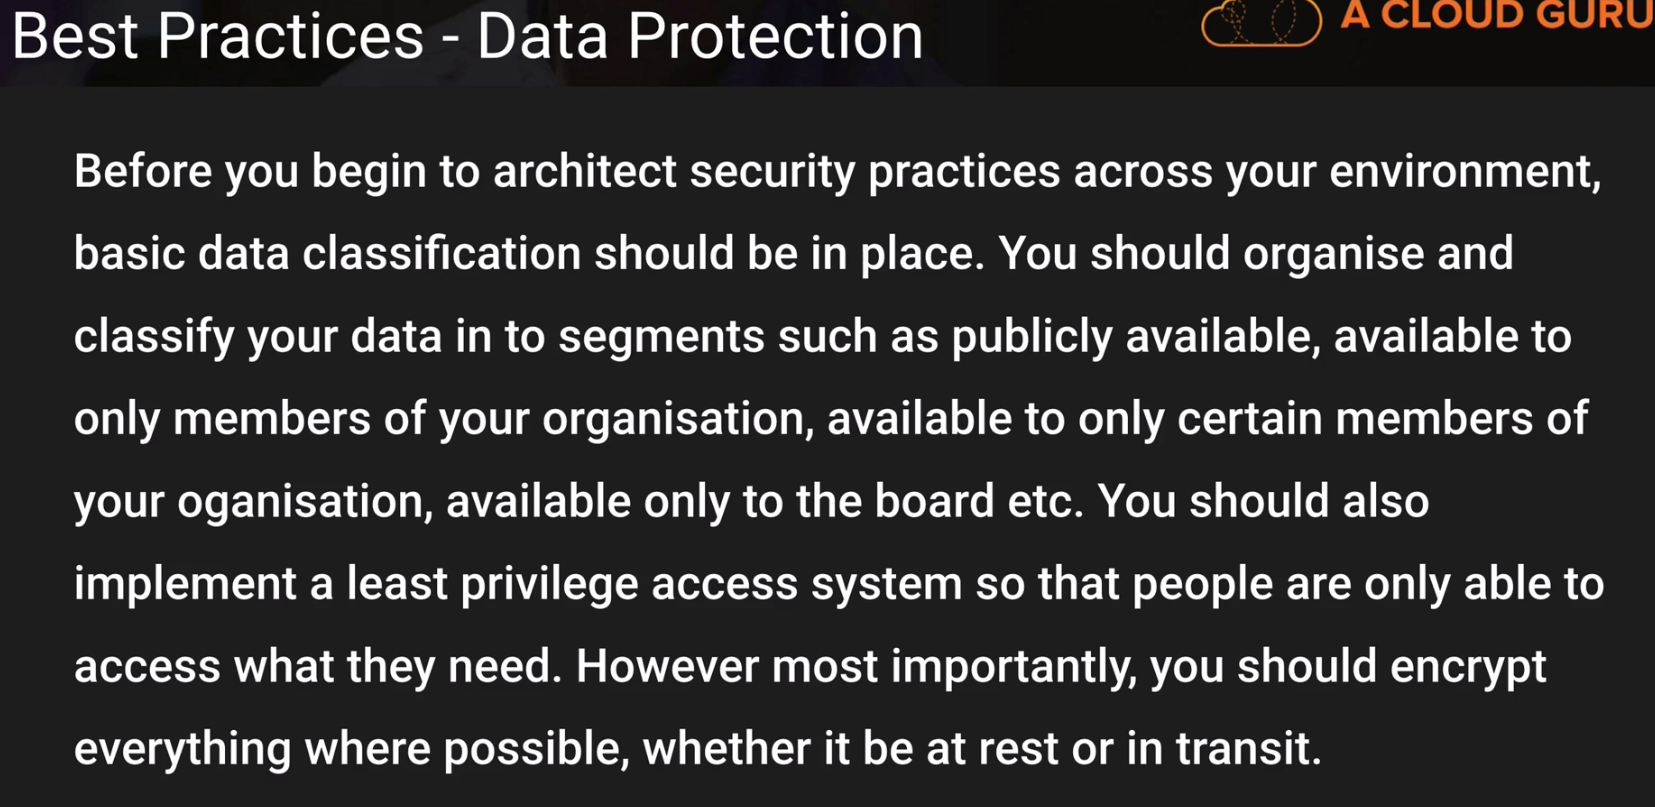 Best Practices - Data Protection
A CLOUD GURU
Before you begin to architect security practices across your environment,
basic data classification should be in place. You should organise and
classify your data in to segments such as publicly available, available to
only members of your organisation, available to only certain members of
your oganisation, available only to the board etc. You should also
implement a least privilege access system so that people are only able to
access what they need. However most importantly, you should encrypt
everything where possible, whether it be at rest or in transit.